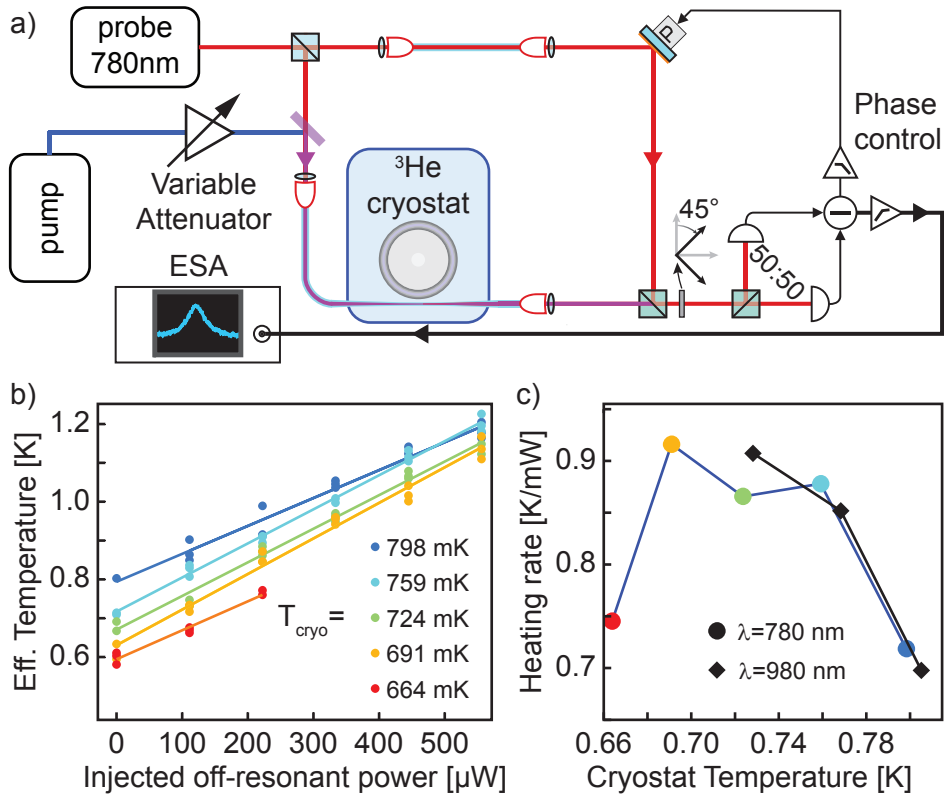 a)
probe
780nm
P
Phase
control
pump
Variable
Attenuator
³He
cryostat
45°
50:50
ESA
b)
Eff. Temperature [K]
1.2
1.0
0.8
0.6
T_cryo=
798 mK
759 mK
724 mK
691 mK
664 mK
0 100 200 300 400 500
Injected off-resonant power [µW]
c)
Heating rate [K/mW]
0.9
0.8
0.7
λ=780 nm
λ=980 nm
0.66 0.70 0.74 0.78
Cryostat Temperature [K]